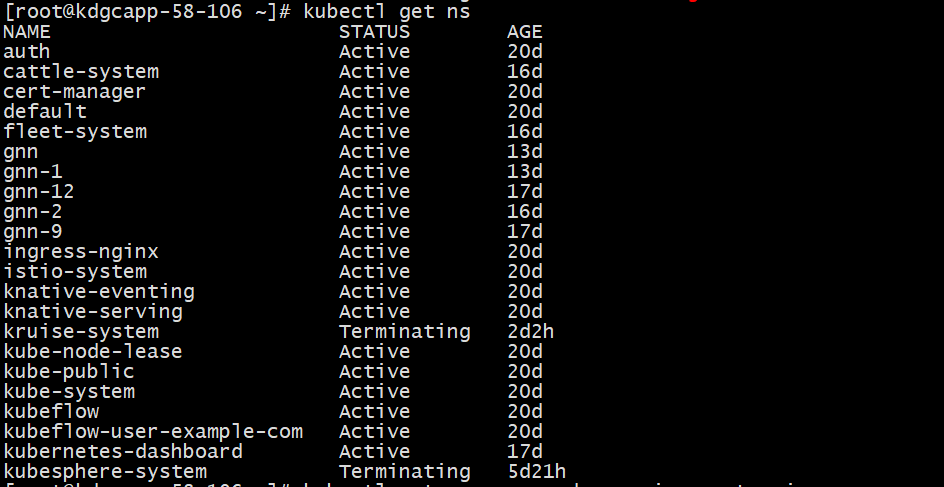 [root@kdgcapp-58-106 ~]# kubectl get ns
NAME STATUS AGE
auth Active 20d
cattle-system Active 16d
cert-manager Active 20d
default Active 20d
fleet-system Active 16d
gnn Active 13d
gnn-1 Active 13d
gnn-12 Active 17d
gnn-2 Active 16d
gnn-9 Active 17d
ingress-nginx Active 20d
istio-system Active 20d
knative-eventing Active 20d
knative-serving Active 20d
kruise-system Terminating 2d2h
kube-node-lease Active 20d
kube-public Active 20d
kube-system Active 20d
kubeflow Active 20d
kubeflow-user-example-com Active 20d
kubernetes-dashboard Active 17d
kubesphere-system Terminating 5d21h